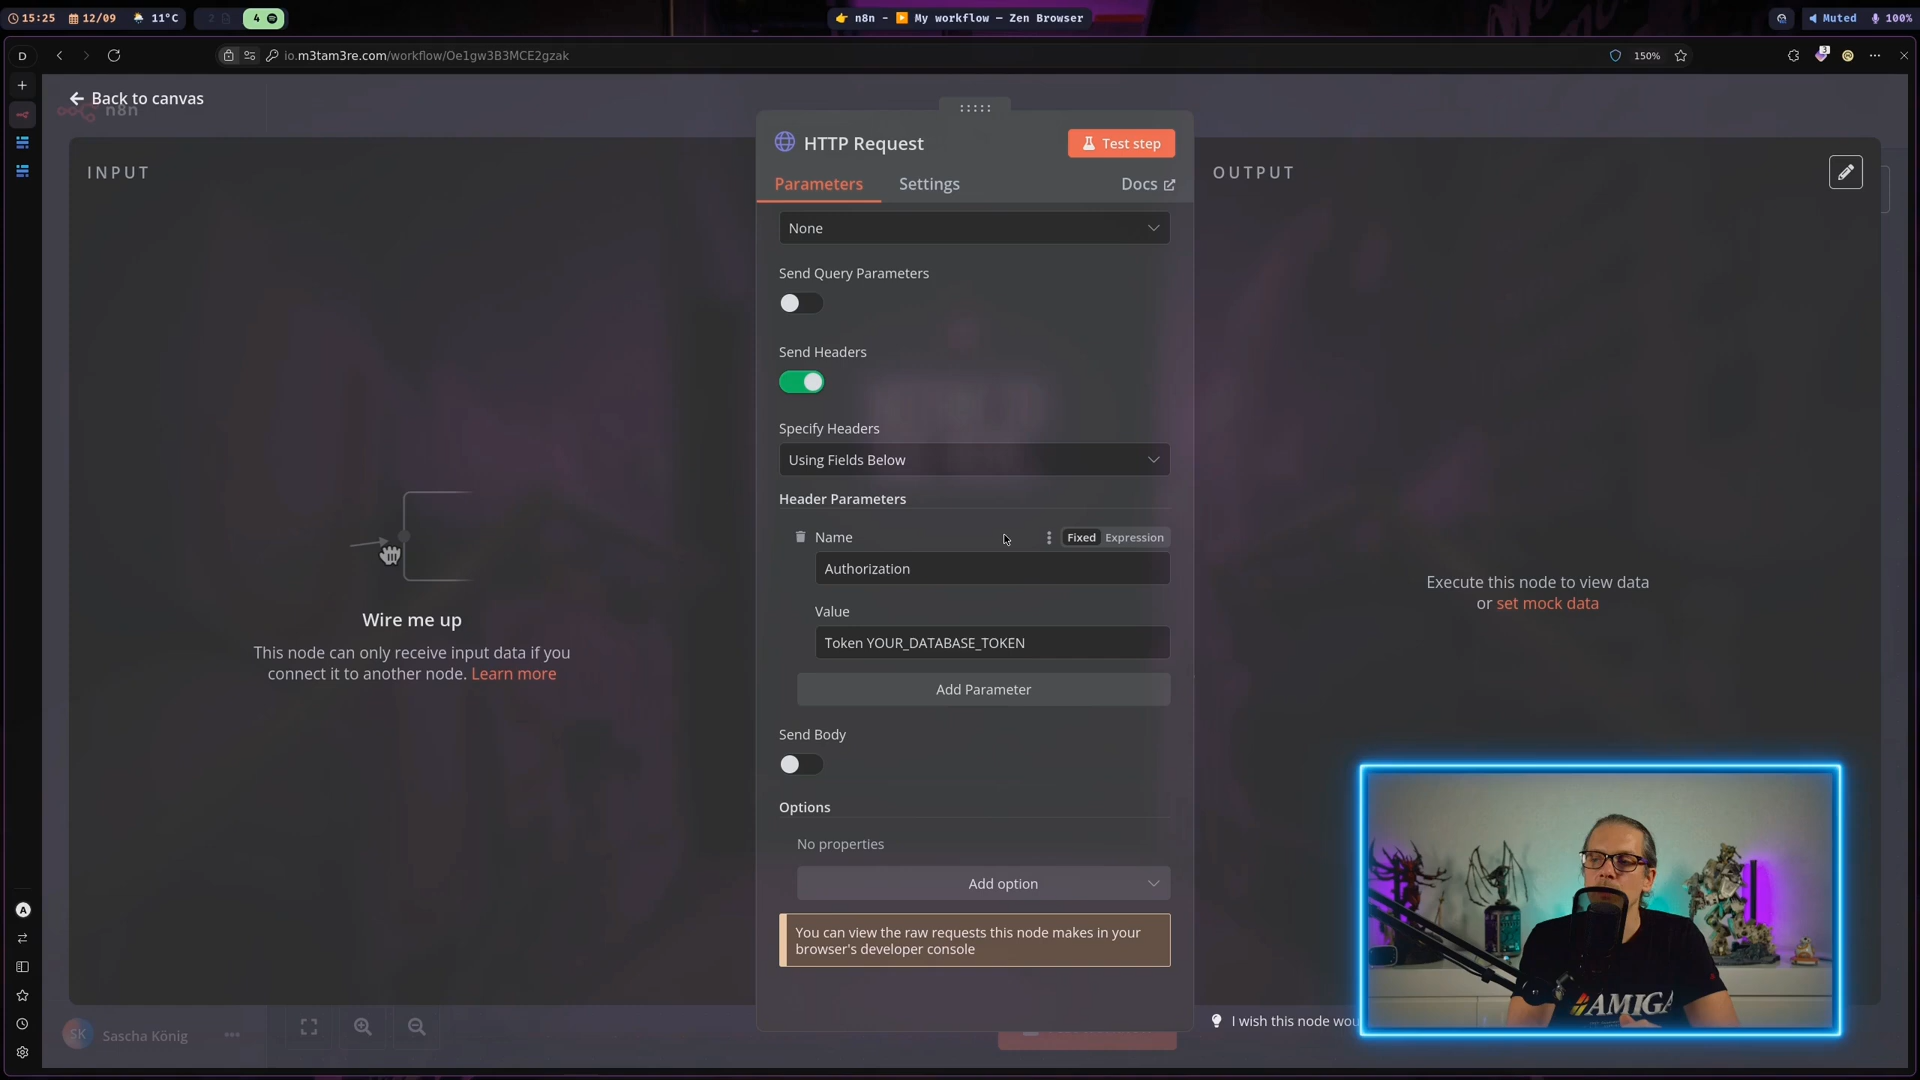 15:25 12/09 11°C 2 4
👉 n8n - ▶️ My workflow — Zen Browser
Muted 100%
D
io.m3tam3re.com/workflow/Oe1gw3B3MCE2gzak
150%
3
Back to canvas
n8n
INPUT
HTTP Request
Test step
OUTPUT
Parameters
Settings
Docs
None
Send Query Parameters
Send Headers
Specify Headers
Using Fields Below
Header Parameters
Name
Fixed Expression
Authorization
Value
Token YOUR_DATABASE_TOKEN
Add Parameter
Send Body
Options
No properties
Add option
You can view the raw requests this node makes in your
browser's developer console
Wire me up
This node can only receive input data if you
connect it to another node. Learn more
Execute this node to view data
or set mock data
A
SK
Sascha König
I wish this node wou
AMIGA